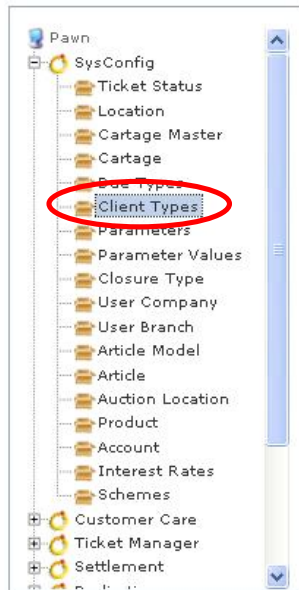 Pawn
SysConfig
Ticket Status
Location
Cartage Master
Cartage
Due Types
Client Types
Parameters
Parameter Values
Closure Type
User Company
User Branch
Article Model
Article
Auction Location
Product
Account
Interest Rates
Schemes
Customer Care
Ticket Manager
Settlement